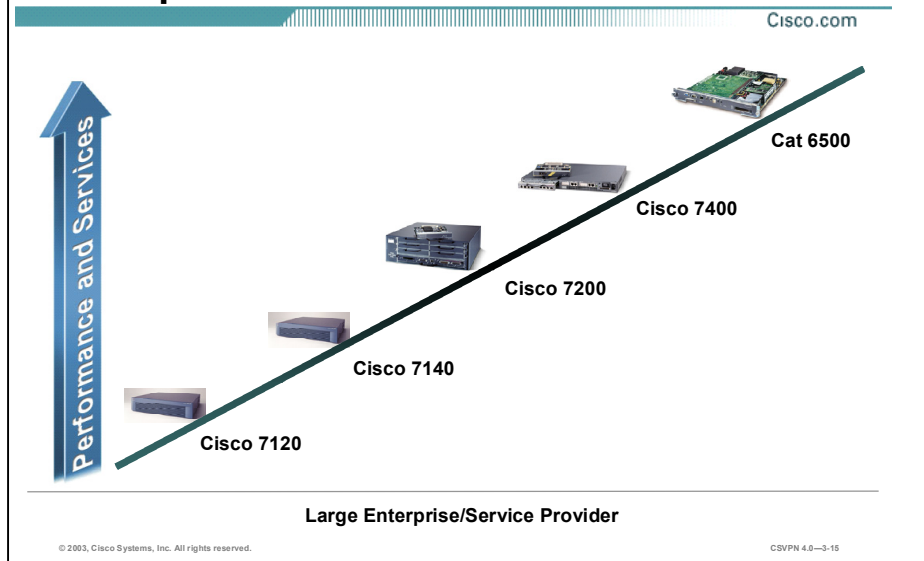 Cisco.com
Performance and Services
Cat 6500
Cisco 7400
Cisco 7200
Cisco 7140
Cisco 7120
Large Enterprise/Service Provider
© 2003, Cisco Systems, Inc. All rights reserved.
CSVPN 4.0—3-15